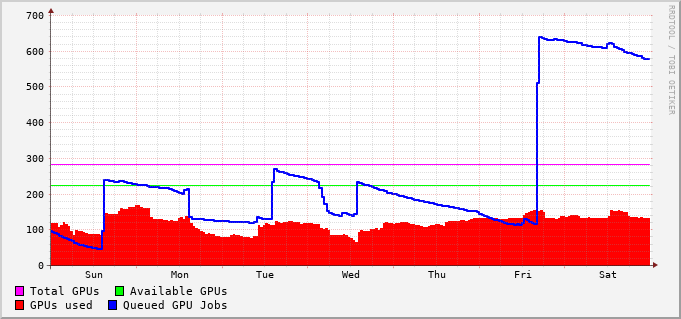 700
600
500
400
300
200
100
0
Sun Mon Tue Wed Thu Fri Sat
Total GPUs Available GPUs
GPUs used Queued GPU Jobs
RRDTOOL / TOBI OETIKER